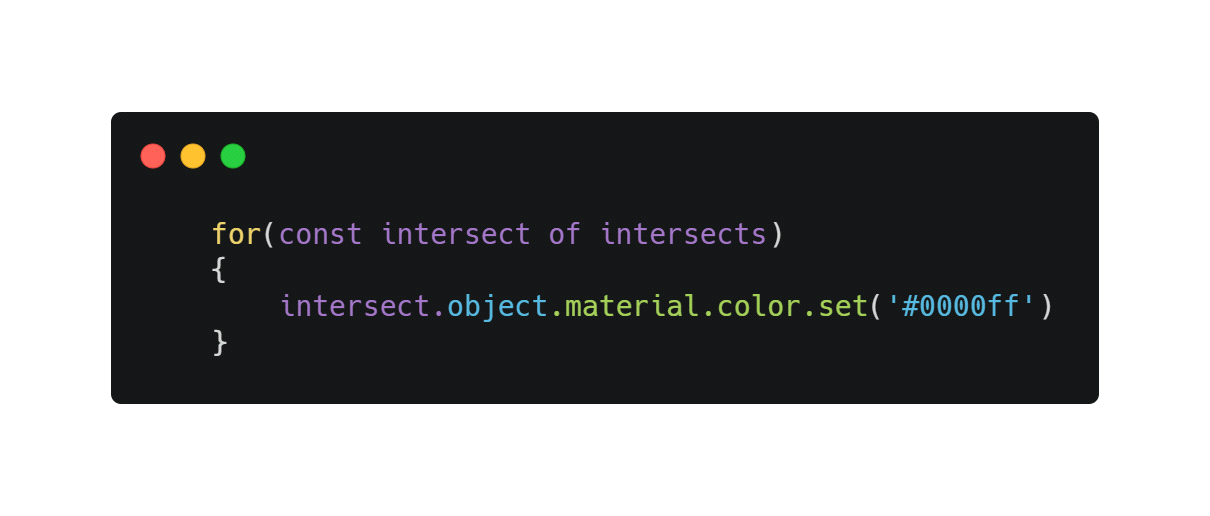 for(const intersect of intersects)
{
    intersect.object.material.color.set('#0000ff')
}